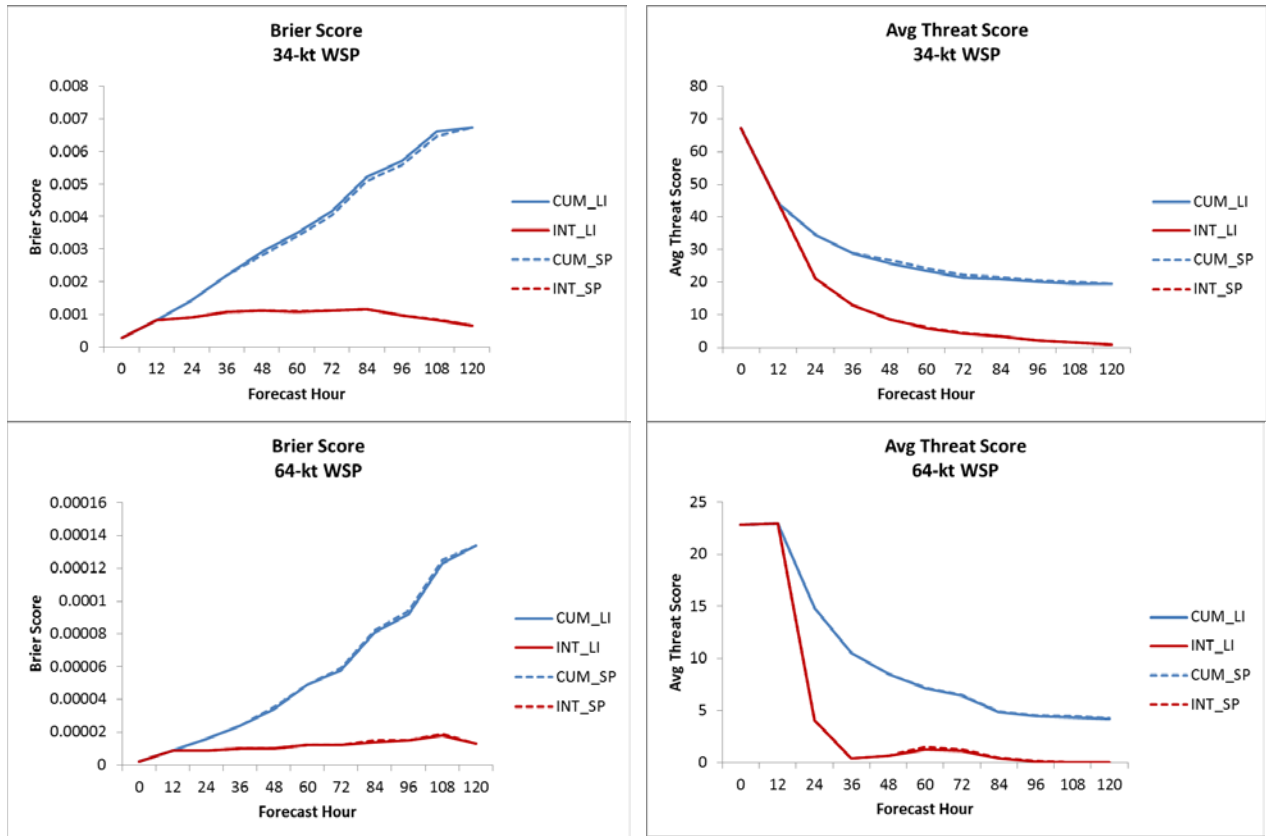 Brier Score
34-kt WSP
0.008
0.007
0.006
0.005
0.004
0.003
0.002
0.001
0
Brier Score
0 12 24 36 48 60 72 84 96 108 120
Forecast Hour
CUM_LI
INT_LI
CUM_SP
INT_SP
Avg Threat Score
34-kt WSP
80
70
60
50
40
30
20
10
0
Avg Threat Score
0 12 24 36 48 60 72 84 96 108 120
Forecast Hour
CUM_LI
INT_LI
CUM_SP
INT_SP
Brier Score
64-kt WSP
0.00016
0.00014
0.00012
0.0001
0.00008
0.00006
0.00004
0.00002
0
Brier Score
0 12 24 36 48 60 72 84 96 108 120
Forecast Hour
CUM_LI
INT_LI
CUM_SP
INT_SP
Avg Threat Score
64-kt WSP
25
20
15
10
5
0
Avg Threat Score
0 12 24 36 48 60 72 84 96 108 120
Forecast Hour
CUM_LI
INT_LI
CUM_SP
INT_SP